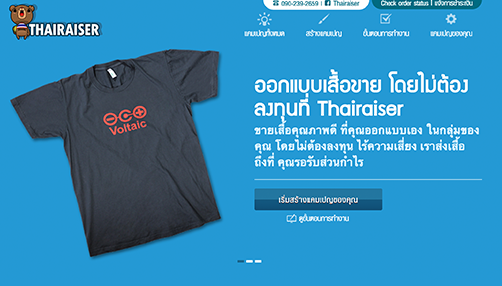 090-239-2659 | Thairaiser
Check order status | แจ้งการชำระเงิน
THAIRAISER
แคมเปญทั้งหมด
สร้างแคมเปญ
ขั้นตอนการทำงาน
แคมเปญของคุณ
ออกแบบเสื้อขาย โดยไม่ต้อง
ลงทุนที่ Thairaiser
ขายเสื้อคุณภาพดี ที่คุณออกแบบเอง ในกลุ่มของ
คุณ โดยไม่ต้องลงทุน ไร้ความเสี่ยง เราส่งเสื้อ
ถึงที่ คุณรอรับส่วนกำไร
Voltaic
เริ่มสร้างแคมเปญของคุณ
ดูขั้นตอนการทำงาน